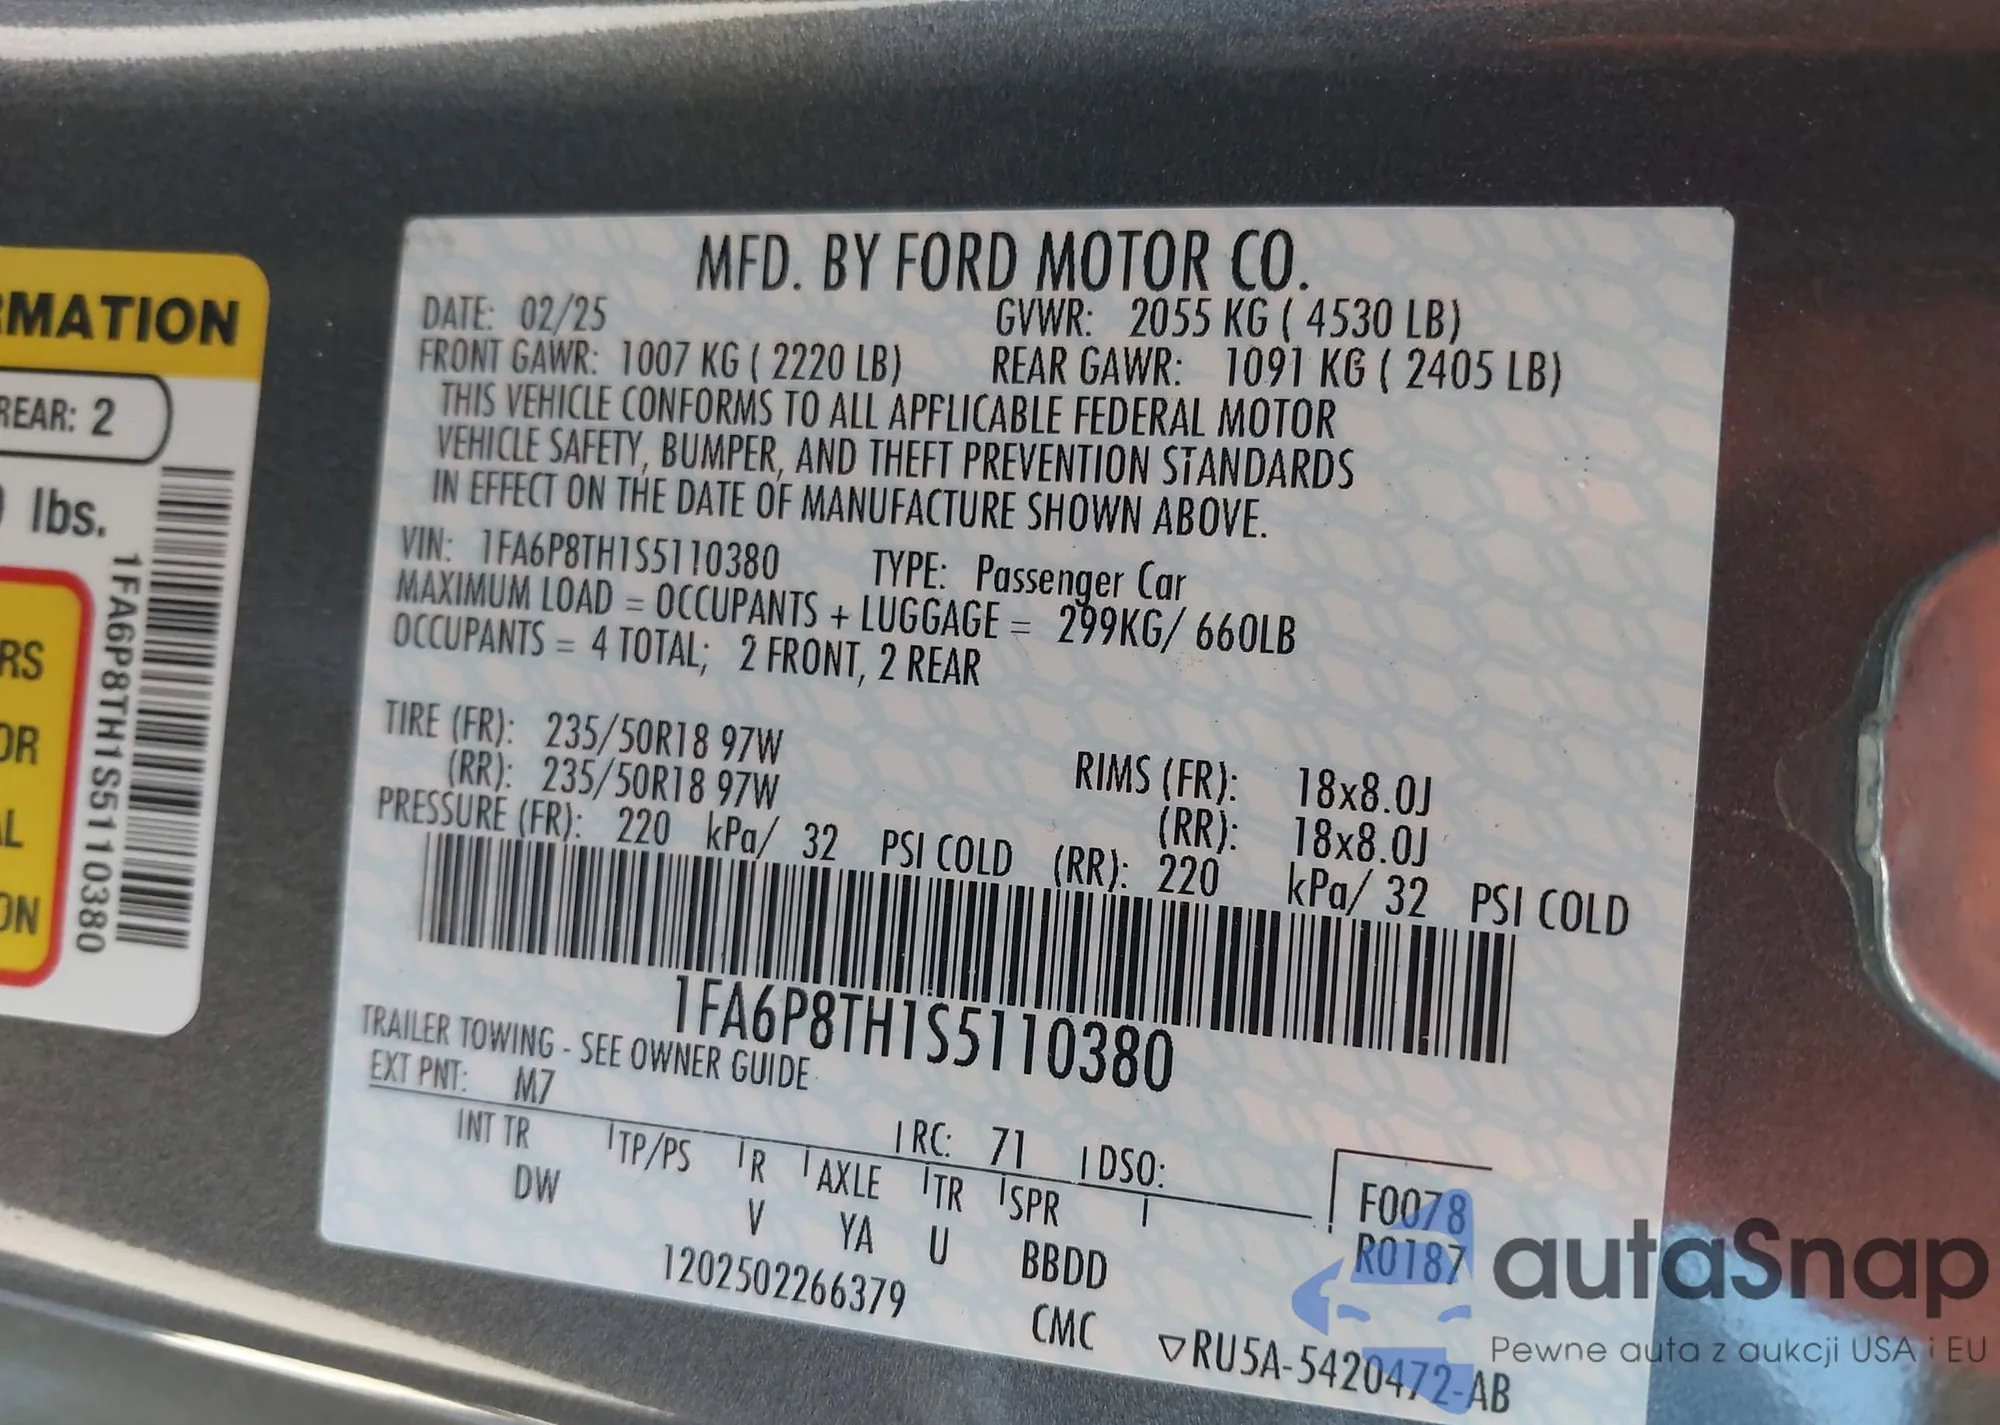 RMATION
REAR: 2
lbs.
RS
OR
AL
ON
1FA6P8TH1S5110380
MFD. BY FORD MOTOR CO.
DATE: 02/25 GVWR: 2055 KG ( 4530 LB)
FRONT GAWR: 1007 KG ( 2220 LB) REAR GAWR: 1091 KG ( 2405 LB)
THIS VEHICLE CONFORMS TO ALL APPLICABLE FEDERAL MOTOR
VEHICLE SAFETY, BUMPER, AND THEFT PREVENTION STANDARDS
IN EFFECT ON THE DATE OF MANUFACTURE SHOWN ABOVE.
VIN: 1FA6P8TH1S5110380 TYPE: Passenger Car
MAXIMUM LOAD = OCCUPANTS + LUGGAGE = 299KG/ 660LB
OCCUPANTS = 4 TOTAL; 2 FRONT, 2 REAR
TIRE (FR): 235/50R18 97W RIMS (FR): 18x8.0J
(RR): 235/50R18 97W (RR): 18x8.0J
PRESSURE (FR): 220 kPa/ 32 PSI COLD (RR): 220 kPa/ 32 PSI COLD
1FA6P8TH1S5110380
TRAILER TOWING - SEE OWNER GUIDE
EXT PNT: M7 RC: 71 DSO:
INT TR TP/PS R AXLE TR SPR F0078
DW V YA U BBDD R0187
1202502266379 CMC ▽RU5A-5420472-AB
autaSnap
Pewne auta z aukcji USA i EU